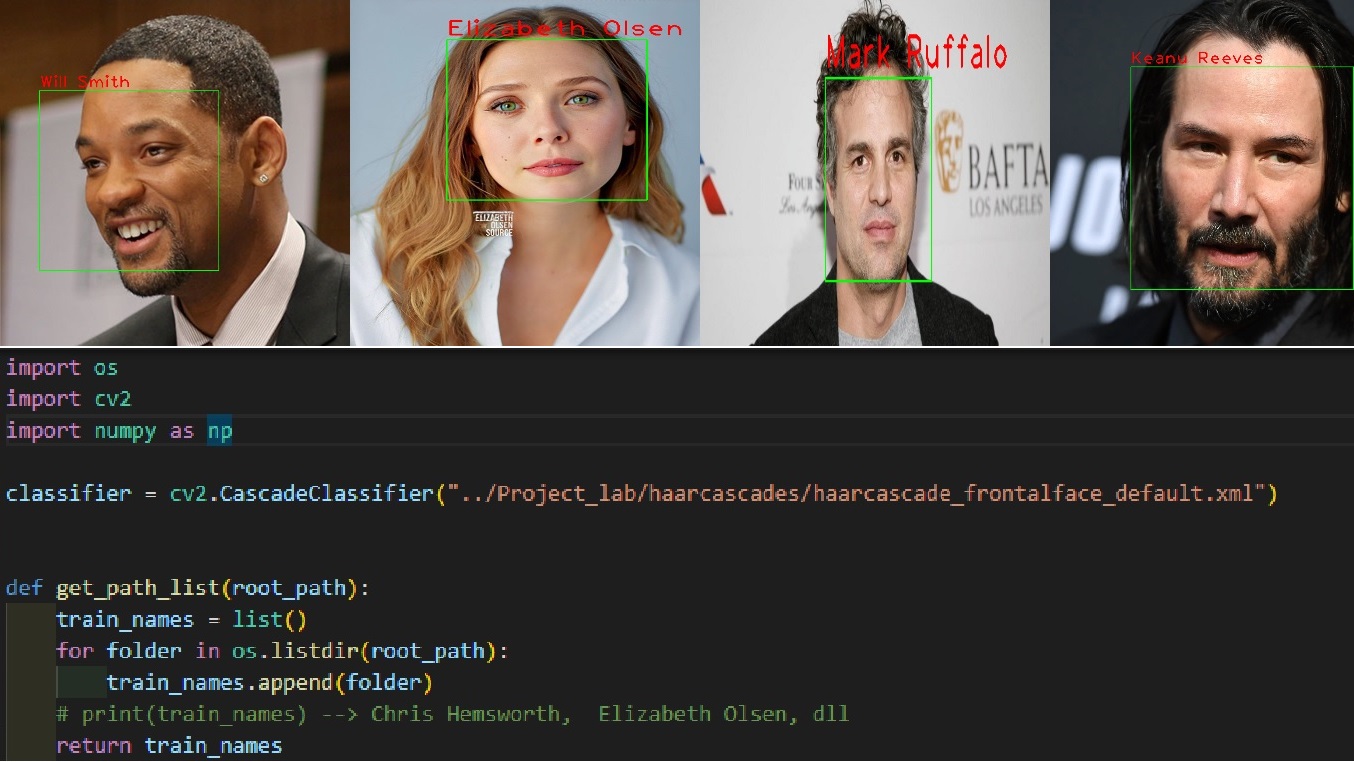 Will Smith
Elizabeth Olsen
Mark Ruffalo
Keanu Reeves
ELIZABETH
OLSEN
SOURCE
FOUR
Los
BAFTA
LOS ANGELES
import os
import cv2
import numpy as np
classifier = cv2.CascadeClassifier("../Project_lab/haarcascades/haarcascade_frontalface_default.xml")
def get_path_list(root_path):
    train_names = list()
    for folder in os.listdir(root_path):
        train_names.append(folder)
    # print(train_names) --> Chris Hemsworth,  Elizabeth Olsen, dll
    return train_names